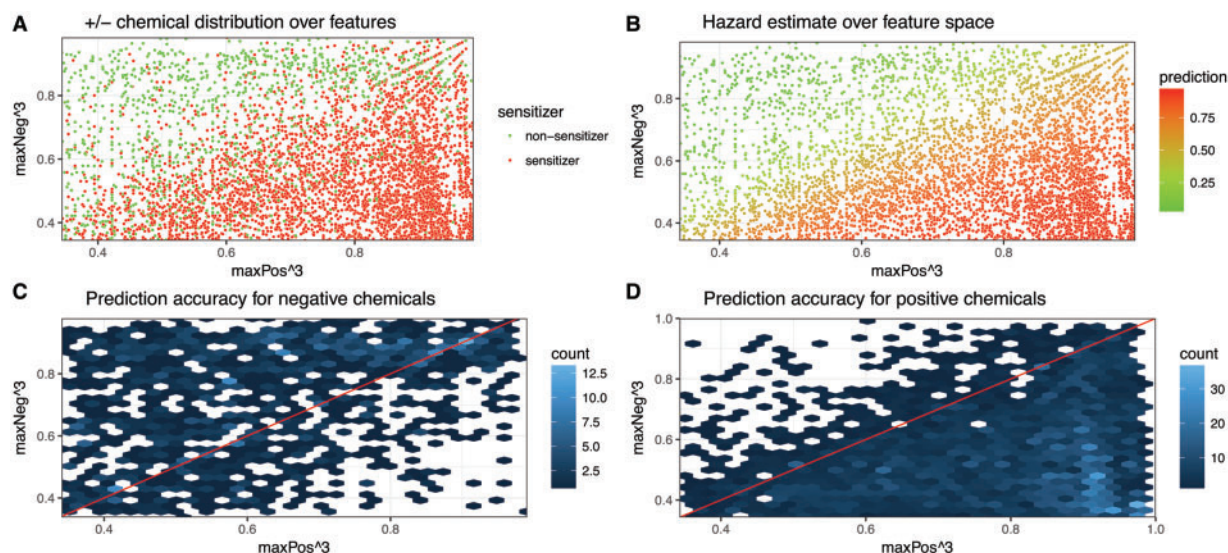 A
+/− chemical distribution over features
maxNeg^3
0.8
0.6
0.4
0.4
0.6
0.8
maxPos^3
sensitizer
non−sensitizer
sensitizer
B
Hazard estimate over feature space
maxNeg^3
0.8
0.6
0.4
0.4
0.6
0.8
maxPos^3
prediction
0.75
0.50
0.25
C
Prediction accuracy for negative chemicals
maxNeg^3
0.8
0.6
0.4
0.4
0.6
0.8
maxPos^3
count
12.5
10.0
7.5
5.0
2.5
D
Prediction accuracy for positive chemicals
maxNeg^3
1.0
0.8
0.6
0.4
0.4
0.6
0.8
1.0
maxPos^3
count
30
20
10